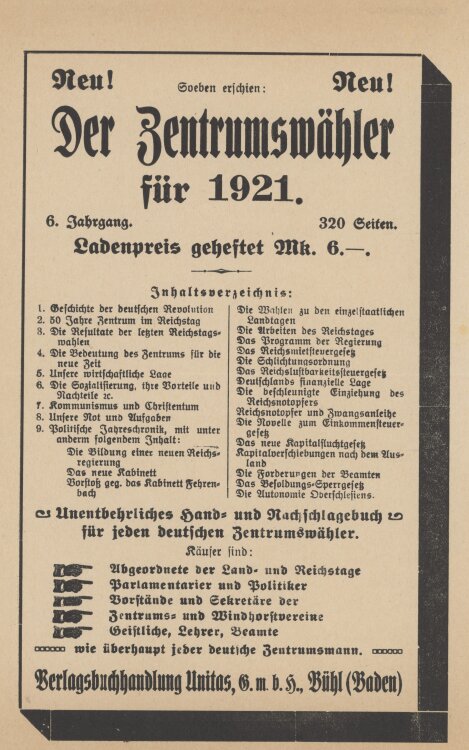 Neu!
Soeben erschien:
Neu!
Der Zentrumswähler
für 1921.
6. Jahrgang.
320 Seiten.
Ladenpreis geheftet Mk. 6.—.
Inhaltsverzeichnis:
1. Geschichte der deutschen Revolution
2. 50 Jahre Zentrum im Reichstag
3. Die Resultate der letzten Reichstags-
wahlen
4. Die Bedeutung des Zentrums für die
neue Zeit
5. Unsere wirtschaftliche Lage
6. Die Sozialisierung, ihre Vorteile und
Nachteile ꝛc.
7. Kommunismus und Christentum
8. Unsere Not und Aufgaben
9. Politische Jahreschronik, mit unter
anderm folgendem Inhalt:
Die Bildung einer neuen Reichs-
regierung
Das neue Kabinett
Vorstoß geg. das Kabinett Fehren-
bach
Die Wahlen zu den einzelstaatlichen
Landtagen
Die Arbeiten des Reichstages
Das Programm der Regierung
Das Reichsmietsteuergesetz
Die Schlichtungsordnung
Das Reichslustbarkeitssteuergesetz
Deutschlands finanzielle Lage
Die beschleunigte Einziehung des
Reichsnotopfers
Reichsnotopfer und Zwangsanleihe
Die Novelle zum Einkommensteuer-
gesetz
Das neue Kapitalfluchtgesetz
Kapitalverschiebungen nach dem Aus-
land
Die Forderungen der Beamten
Das Besoldungs-Sperrgesetz
Die Autonomie Oberschlesiens.
Unentbehrliches Hand- und Nachschlagebuch
für jeden deutschen Zentrumswähler.
Käufer sind:
Abgeordnete der Land- und Reichstage
Parlamentarier und Politiker
Vorstände und Sekretäre der
Zentrums- und Windhorstvereine
Geistliche, Lehrer, Beamte
wie überhaupt jeder deutsche Zentrumsmann.
Verlagsbuchhandlung Unitas, G. m. b. H., Bühl (Baden)